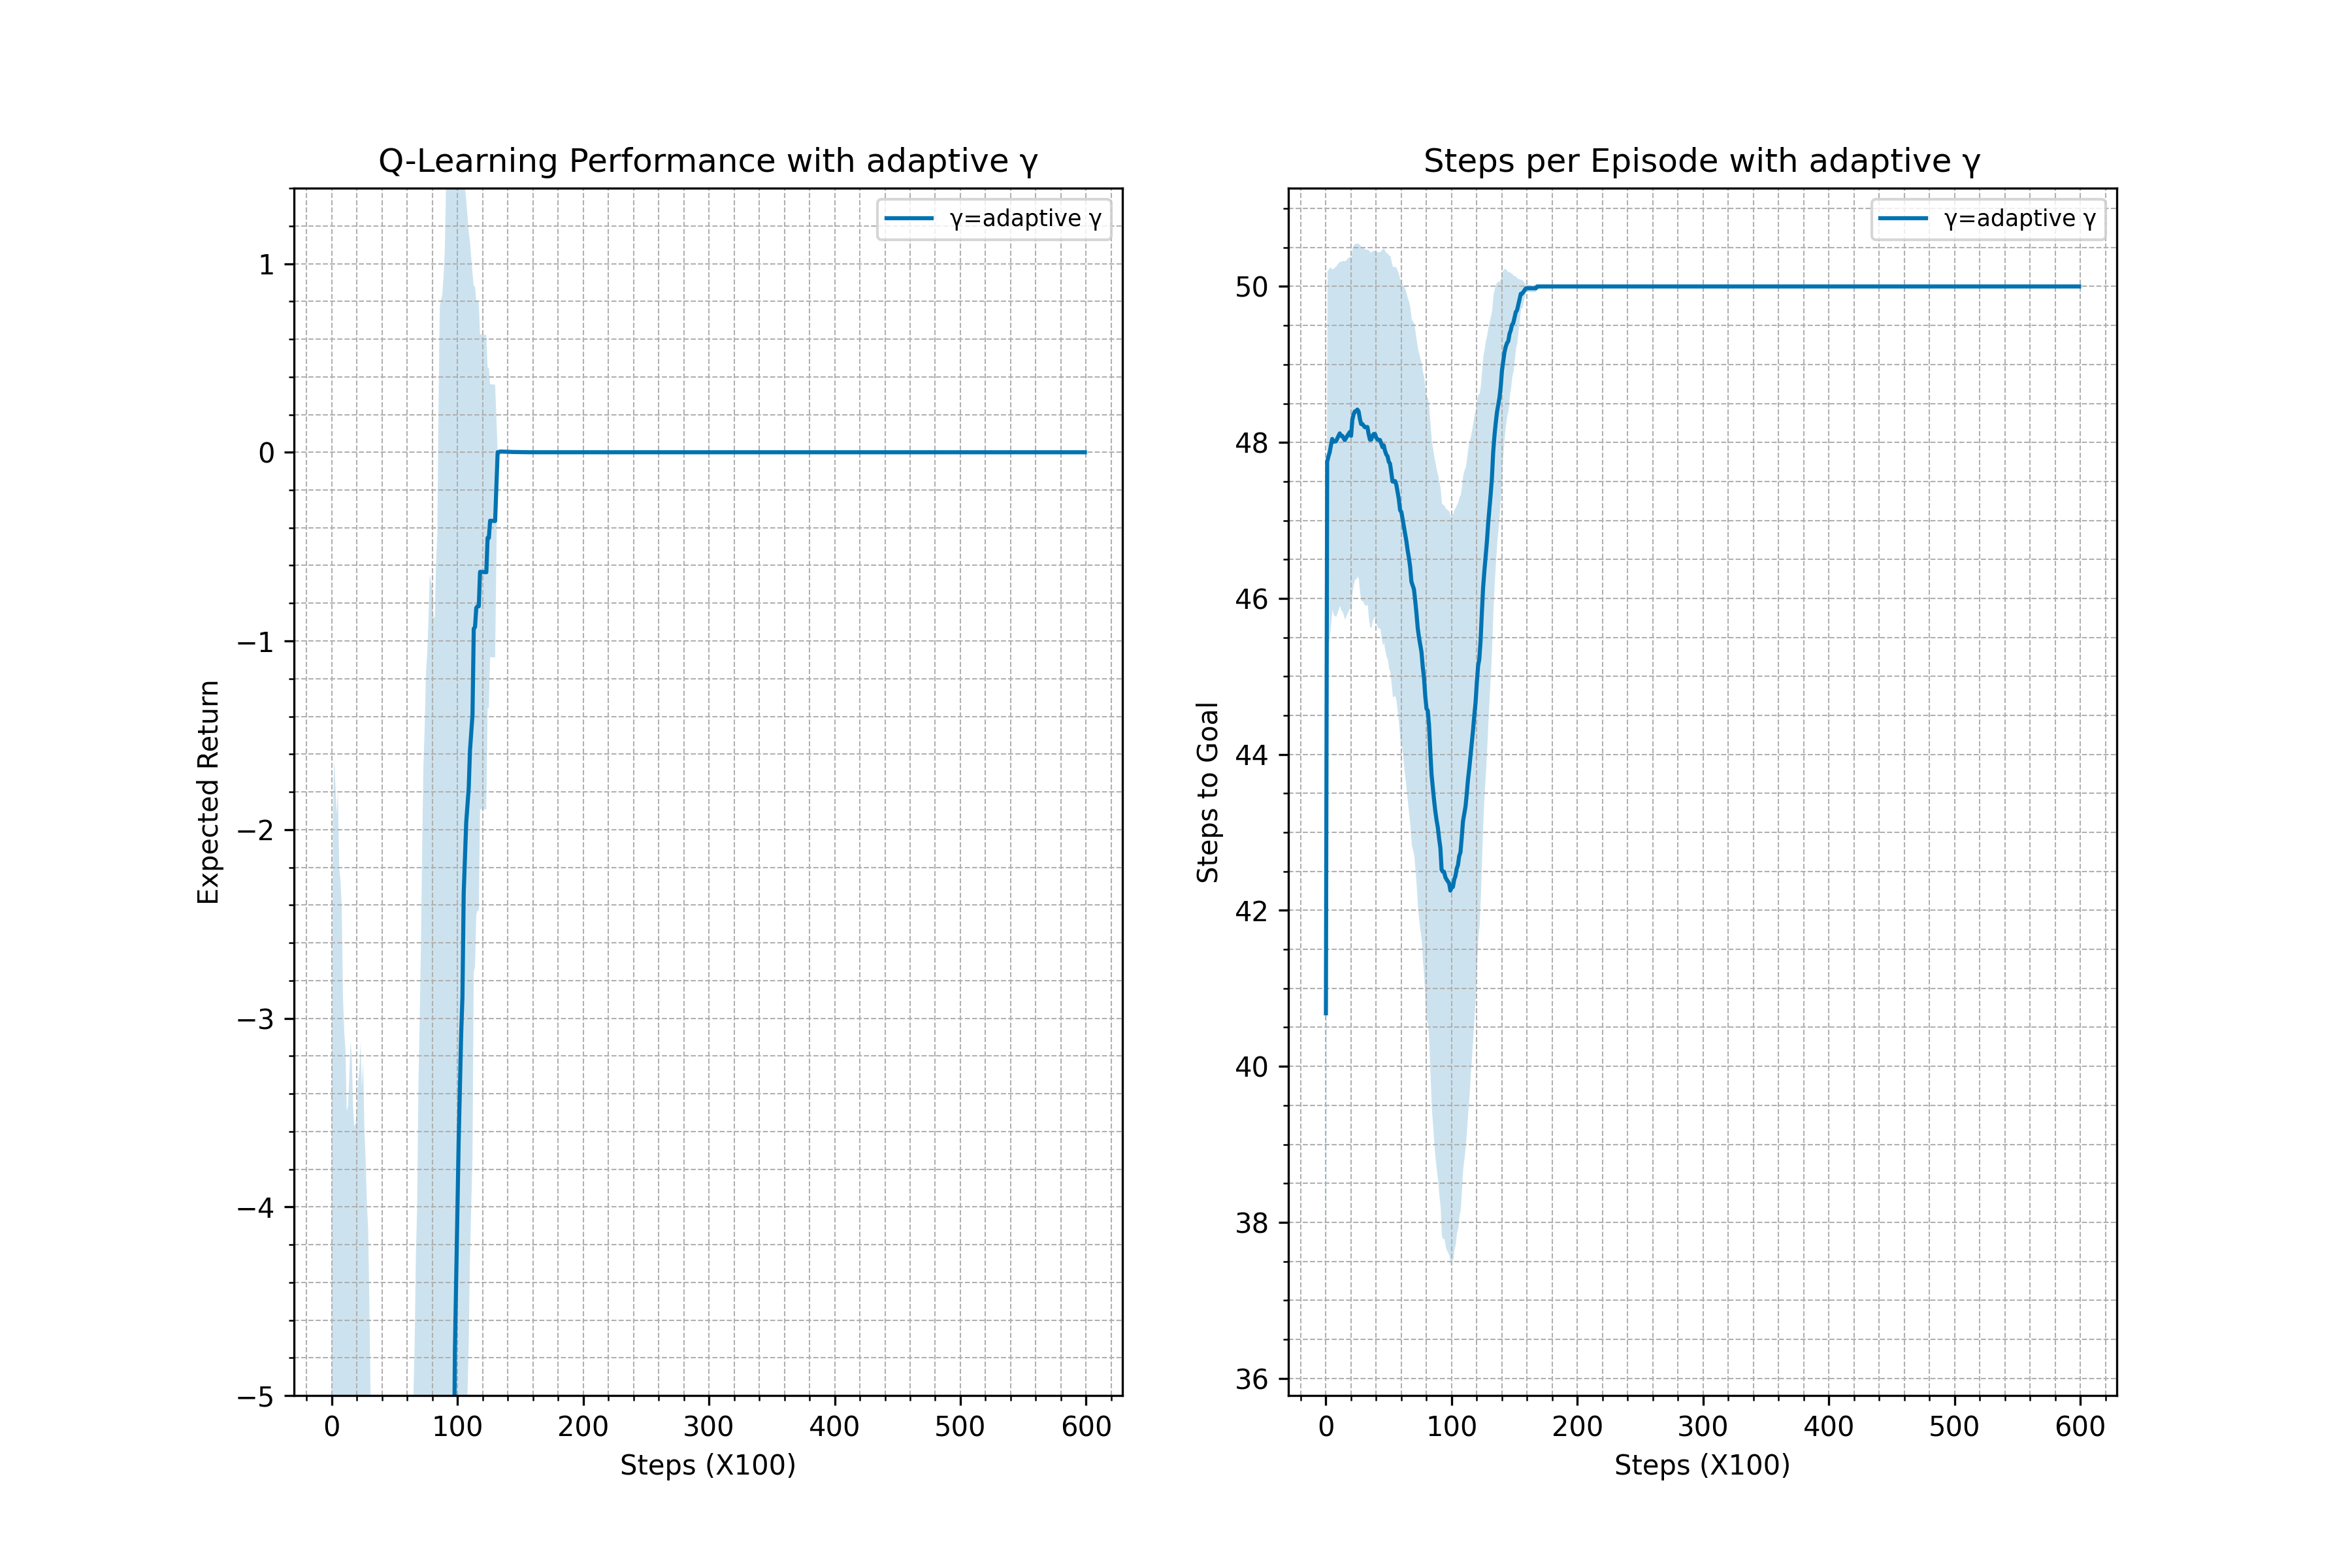 Q-Learning Performance with adaptive γ
γ=adaptive γ
Expected Return
1
0
−1
−2
−3
−4
−5
0 100 200 300 400 500 600
Steps (X100)
Steps per Episode with adaptive γ
γ=adaptive γ
Steps to Goal
50
48
46
44
42
40
38
36
0 100 200 300 400 500 600
Steps (X100)